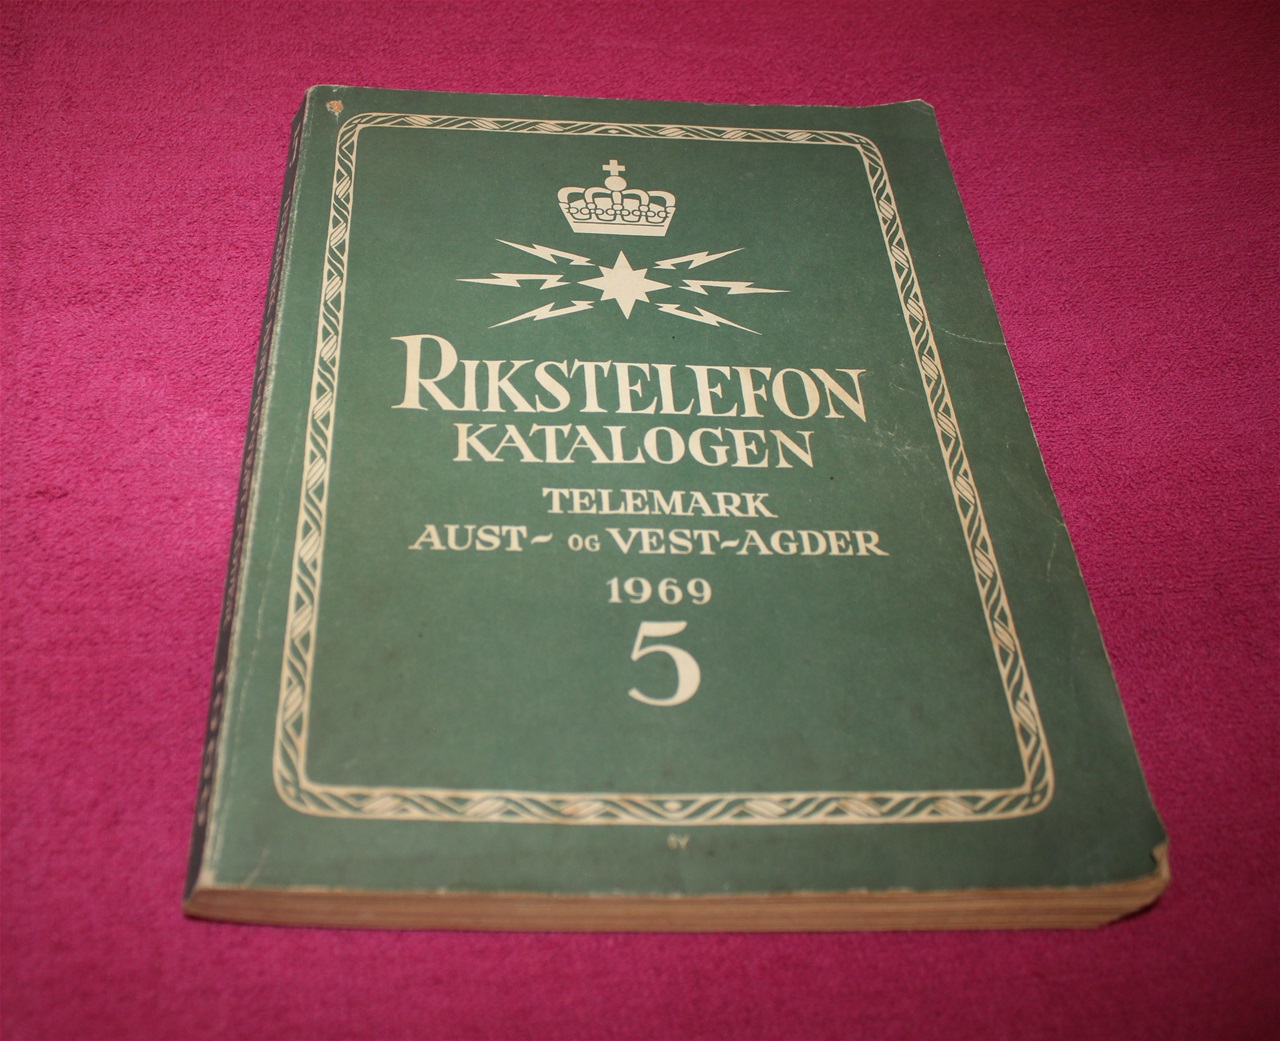 RIKSTELEFON
KATALOGEN
TELEMARK
AUST- OG VEST-AGDER
1969
5